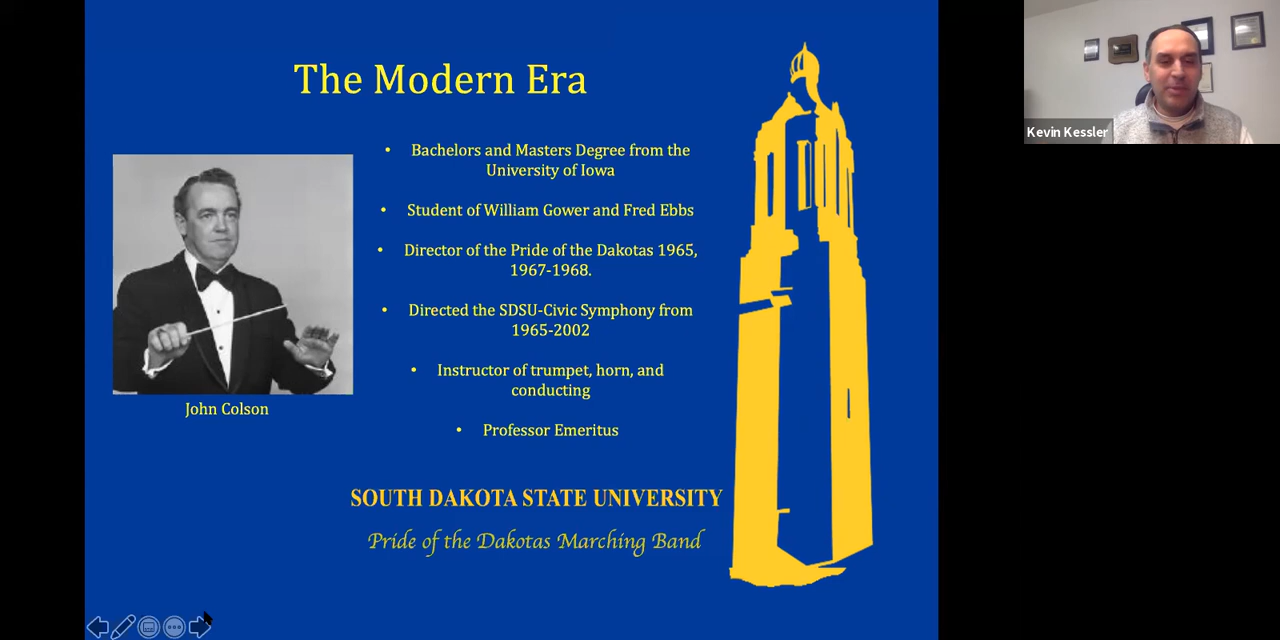 The Modern Era
• Bachelors and Masters Degree from the
University of Iowa
• Student of William Gower and Fred Ebbs
• Director of the Pride of the Dakotas 1965,
1967-1968.
• Directed the SDSU-Civic Symphony from
1965-2002
• Instructor of trumpet, horn, and
conducting
• Professor Emeritus
John Colson
SOUTH DAKOTA STATE UNIVERSITY
Pride of the Dakotas Marching Band
Kevin Kessler